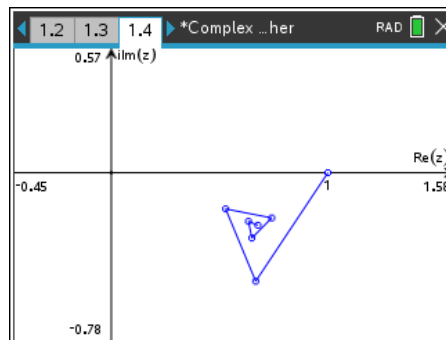 1.2 1.3 1.4 *Complex …her RAD
0.57 iIm(z)
Re(z)
-0.45 1 1.58
-0.78